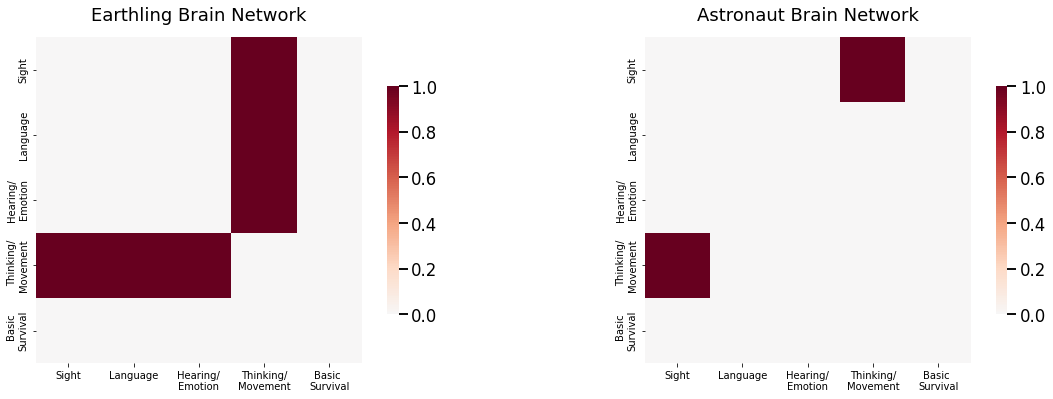 Earthling Brain Network
Sight
Language
Hearing/
Emotion
Thinking/
Movement
Basic
Survival
Sight
Language
Hearing/
Emotion
Thinking/
Movement
Basic
Survival
1.0
0.8
0.6
0.4
0.2
0.0
Astronaut Brain Network
Sight
Language
Hearing/
Emotion
Thinking/
Movement
Basic
Survival
Sight
Language
Hearing/
Emotion
Thinking/
Movement
Basic
Survival
1.0
0.8
0.6
0.4
0.2
0.0